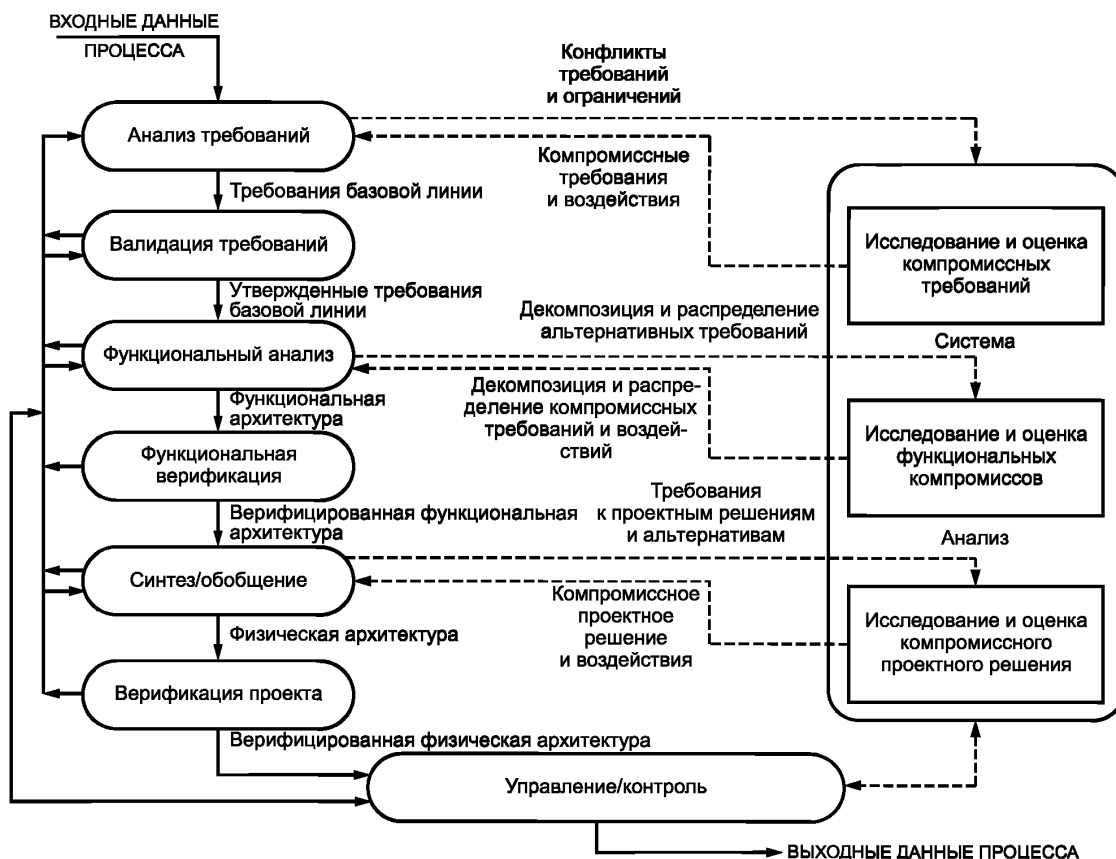 ВХОДНЫЕ ДАННЫЕ
ПРОЦЕССА
Конфликты
требований
и ограничений
Анализ требований
Компромиссные
требования
и воздействия
Требования базовой линии
Валидация требований
Исследование и оценка
компромиссных
требований
Утвержденные требования
базовой линии
Декомпозиция и распределение
альтернативных требований
Система
Функциональный анализ
Декомпозиция и распре-
деление компромиссных
требований и воздей-
ствий
Функциональная
архитектура
Исследование и оценка
функциональных
компромиссов
Функциональная
верификация
Требования
к проектным решениям
и альтернативам
Верифицированная функциональная
архитектура
Анализ
Синтез/обобщение
Компромиссное
проектное
решение
и воздействия
Физическая архитектура
Исследование и оценка
компромиссного
проектного решения
Верификация проекта
Верифицированная физическая архитектура
Управление/контроль
ВЫХОДНЫЕ ДАННЫЕ ПРОЦЕССА